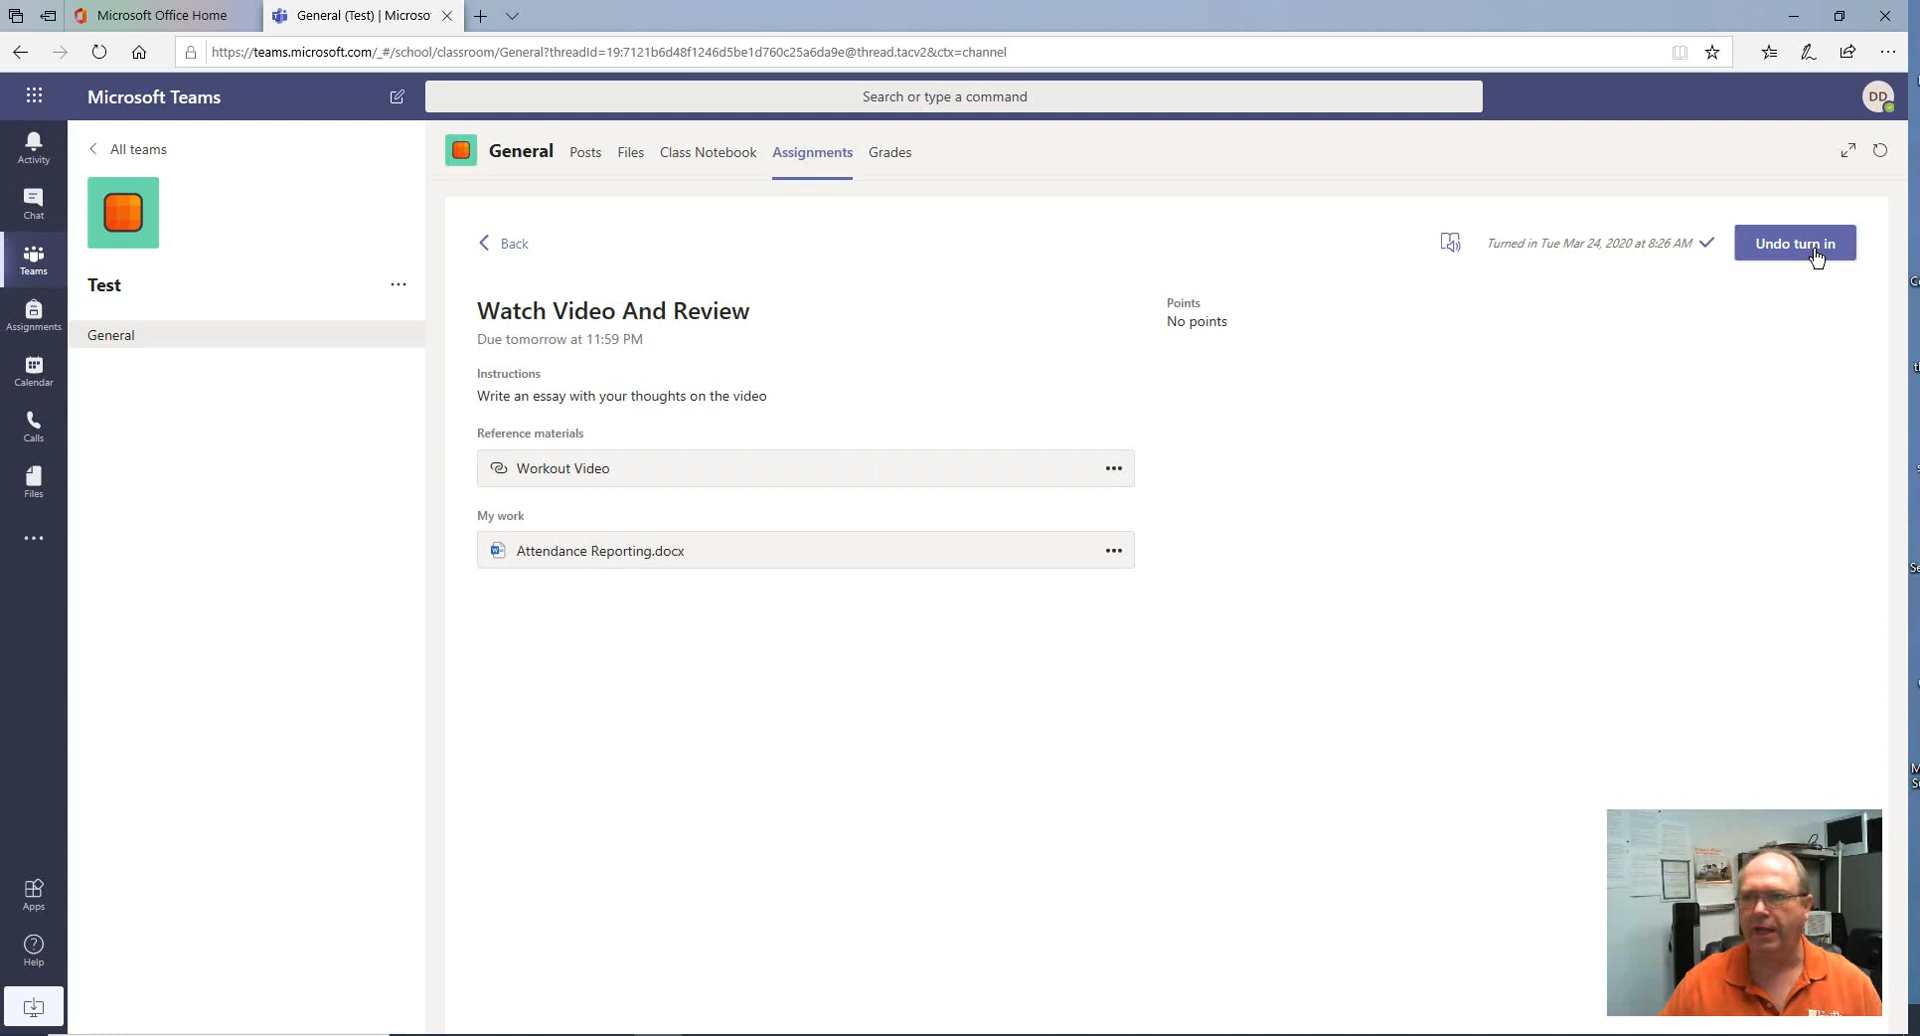 Microsoft Office Home
General (Test) | Microso
https://teams.microsoft.com/_#/school/classroom/General?threadId=19:7121b6d48f1246d5be1d760c25a6da9e@thread.tacv2&ctx=channel
Microsoft Teams
Search or type a command
DD
Activity
Chat
Teams
Assignments
Calendar
Calls
Files
Apps
Help
All teams
Test
General
General
Posts
Files
Class Notebook
Assignments
Grades
Back
Turned in Tue Mar 24, 2020 at 8:26 AM
Undo turn in
Watch Video And Review
Due tomorrow at 11:59 PM
Points
No points
Instructions
Write an essay with your thoughts on the video
Reference materials
Workout Video
My work
Attendance Reporting.docx